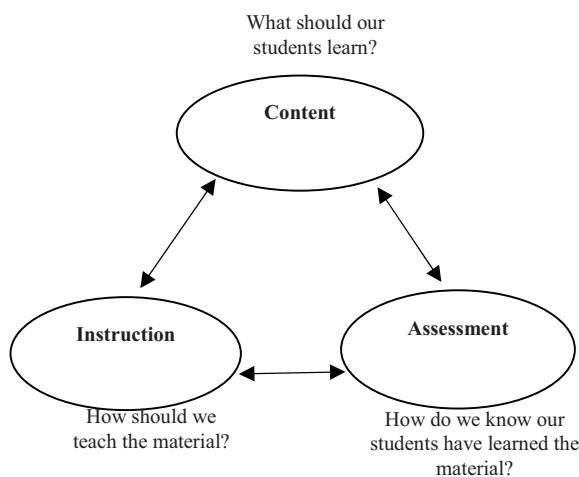 What should our
students learn?
Content
Instruction
Assessment
How should we
teach the material?
How do we know our
students have learned the
material?